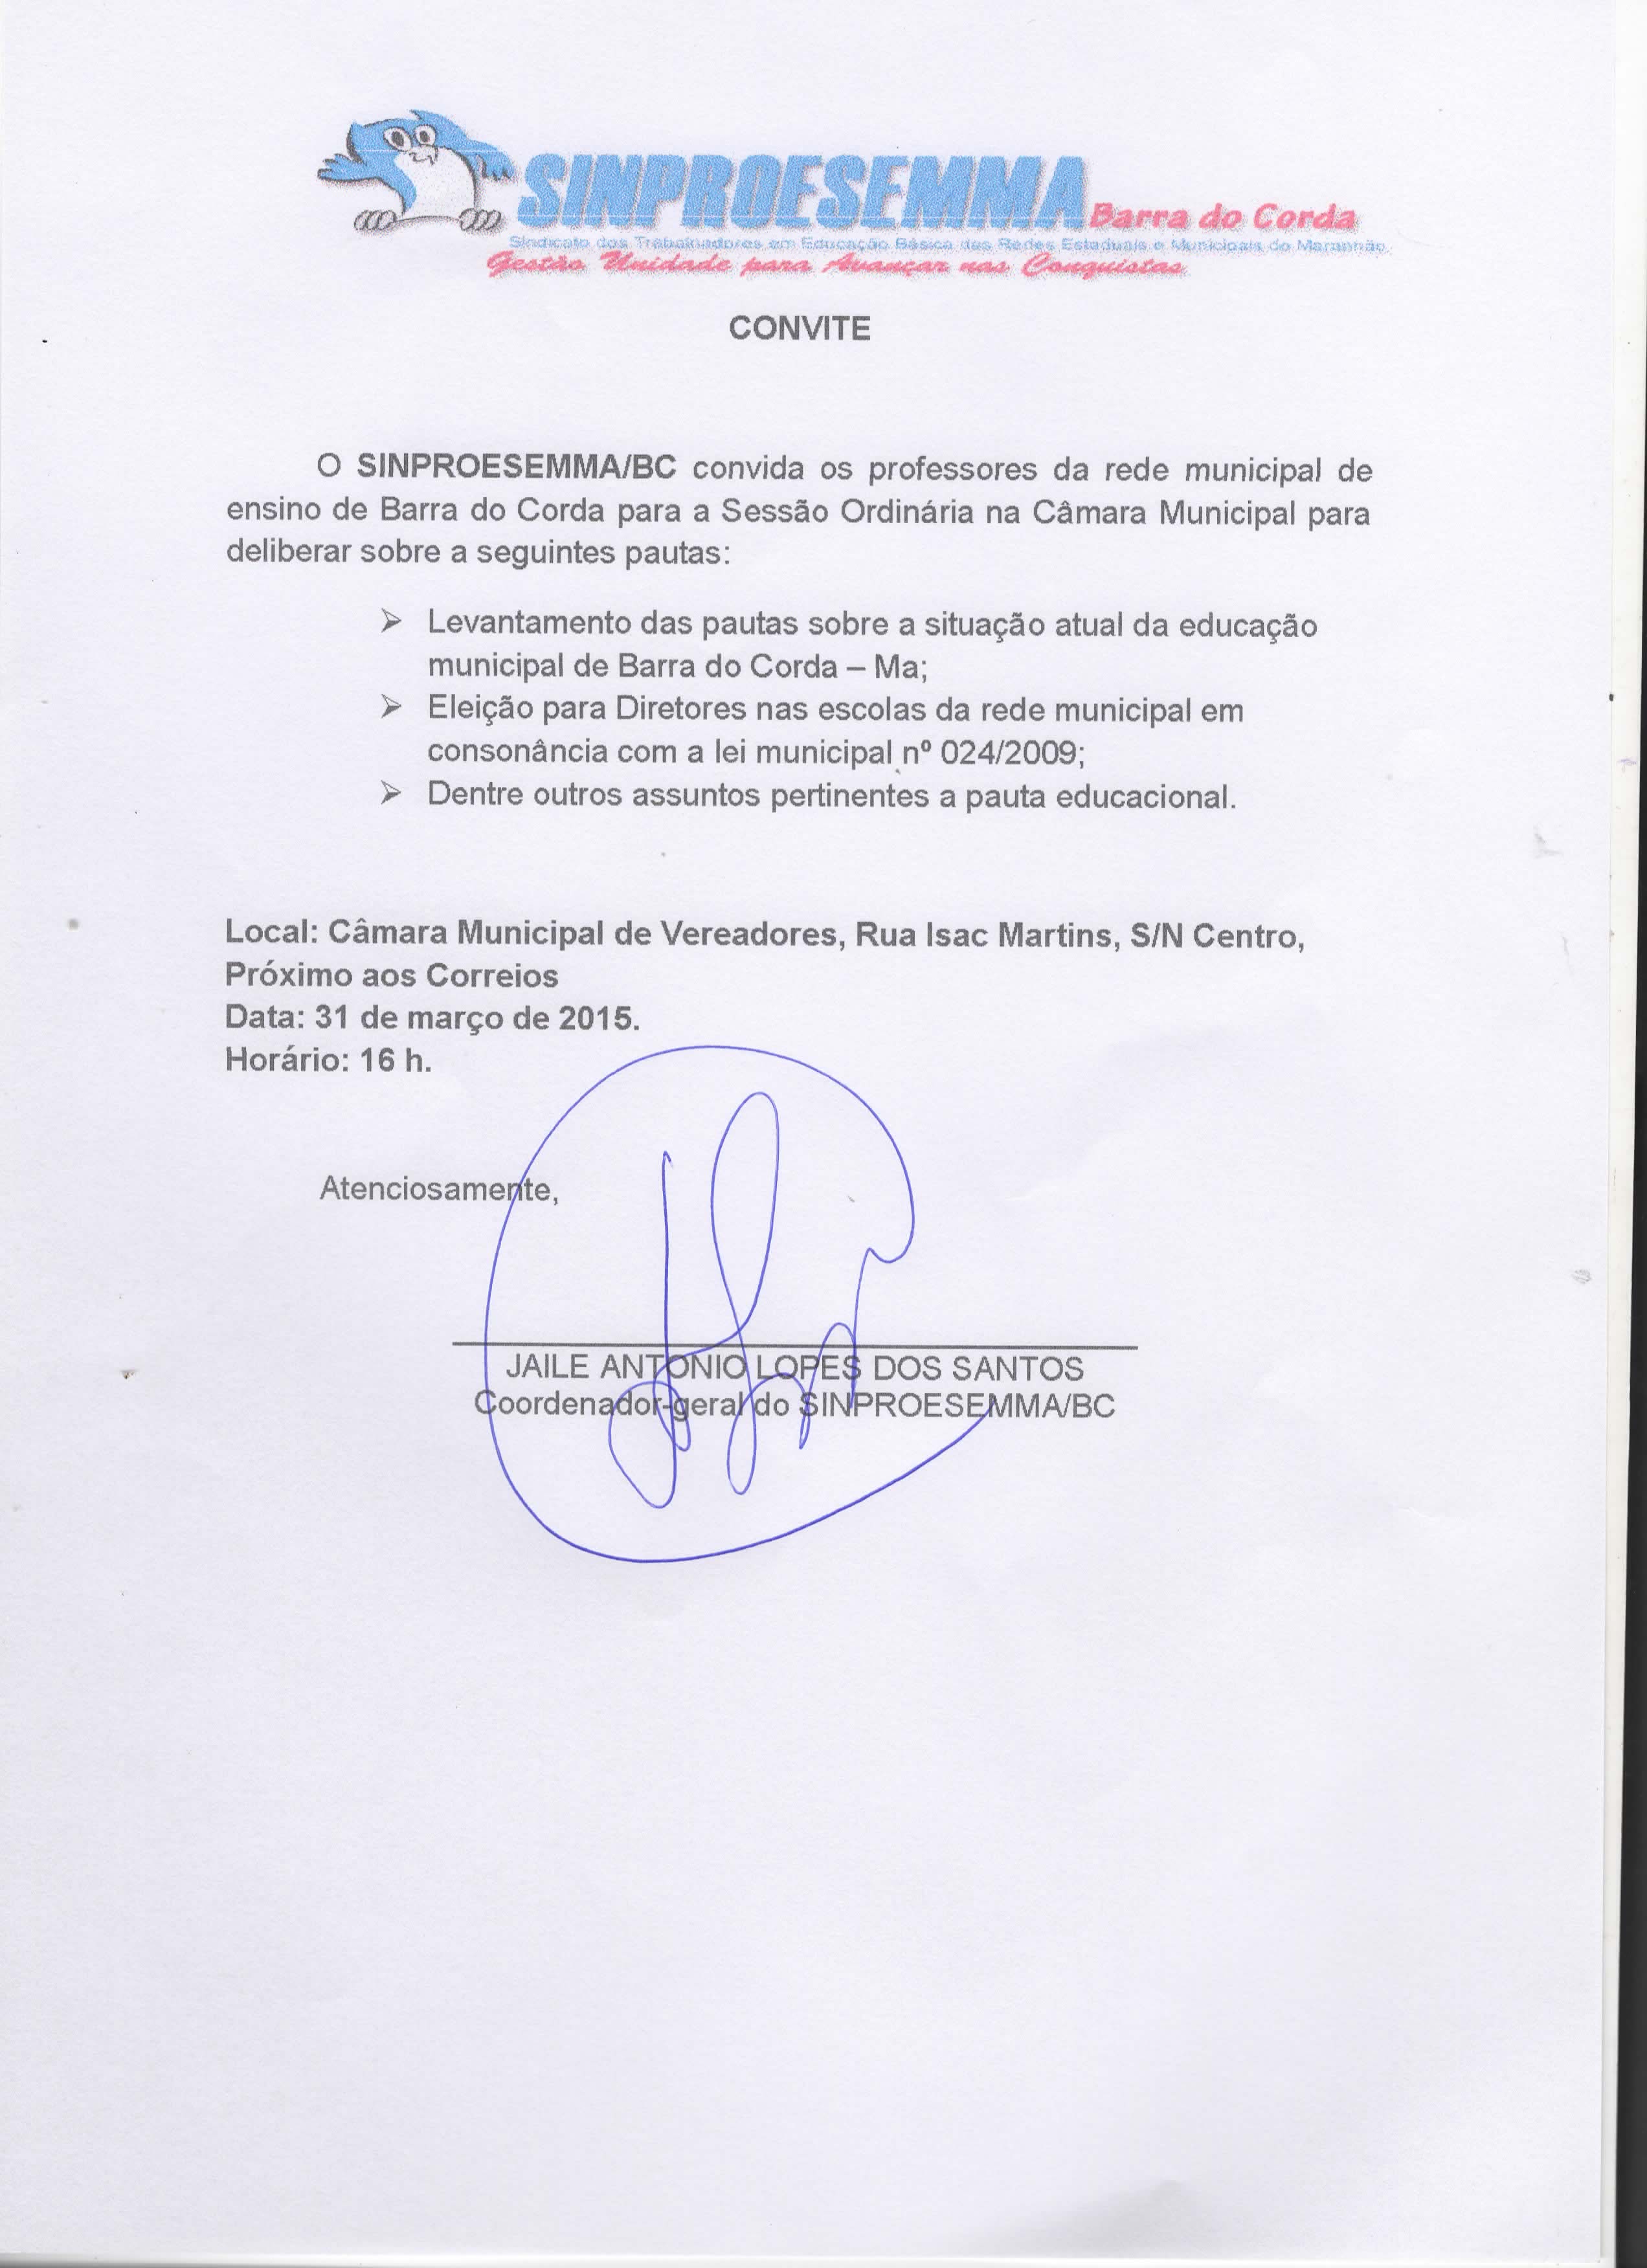 SINPROESEMMA Barra do Corda
Sindicato dos Trabalhadores em Educação Básica das Redes Estaduais e Municipais do Maranhão
Gestão Unidade para Avançar nas Conquistas
CONVITE
O SINPROESEMMA/BC convida os professores da rede municipal de
ensino de Barra do Corda para a Sessão Ordinária na Câmara Municipal para
deliberar sobre a seguintes pautas:
➢ Levantamento das pautas sobre a situação atual da educação
municipal de Barra do Corda – Ma;
➢ Eleição para Diretores nas escolas da rede municipal em
consonância com a lei municipal nº 024/2009;
➢ Dentre outros assuntos pertinentes a pauta educacional.
Local: Câmara Municipal de Vereadores, Rua Isac Martins, S/N Centro,
Próximo aos Correios
Data: 31 de março de 2015.
Horário: 16 h.
Atenciosamente,
JAILE ANTONIO LOPES DOS SANTOS
Coordenador-geral do SINPROESEMMA/BC